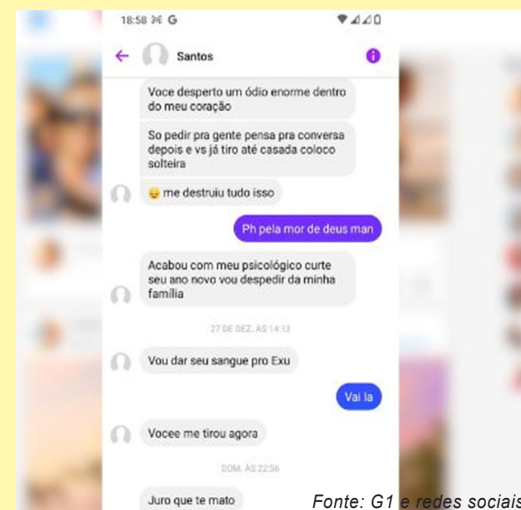 18:58 G
Santos
Voce desperto um ódio enorme dentro
do meu coração
So pedir pra gente pensa pra conversa
depois e vs já tiro até casada coloco
solteira
😔 me destruiu tudo isso
Ph pela mor de deus man
Acabou com meu psicológico curte
seu ano novo vou despedir da minha
família
27 DE DEZ. ÀS 14:13
Vou dar seu sangue pro Exu
Vai la
Vocee me tirou agora
DOM. ÀS 22:56
Juro que te mato
Fonte: G1 e redes sociais